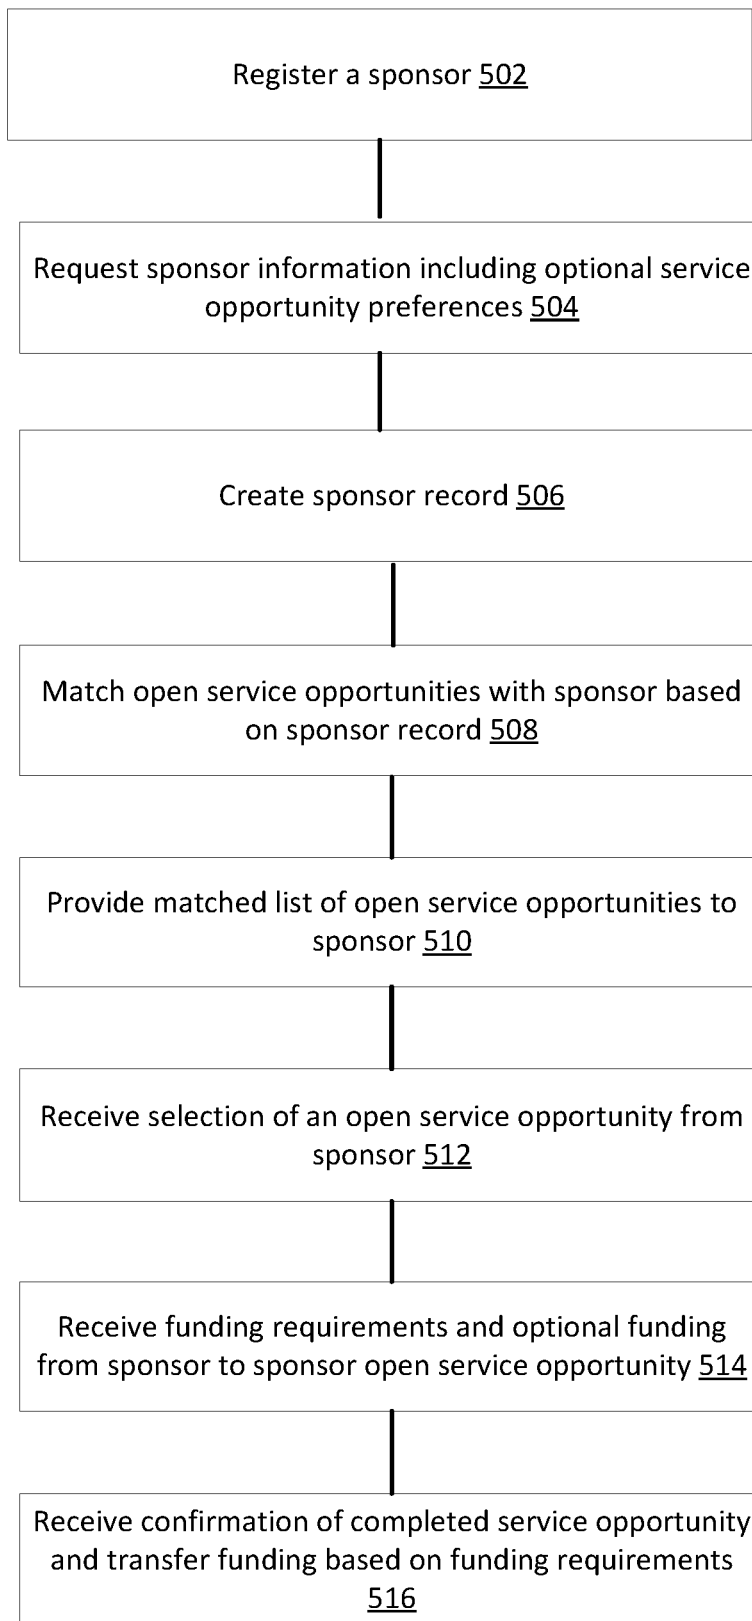 Register a sponsor 502
Request sponsor information including optional service
opportunity preferences 504
Create sponsor record 506
Match open service opportunities with sponsor based
on sponsor record 508
Provide matched list of open service opportunities to
sponsor 510
Receive selection of an open service opportunity from
sponsor 512
Receive funding requirements and optional funding
from sponsor to sponsor open service opportunity 514
Receive confirmation of completed service opportunity
and transfer funding based on funding requirements
516